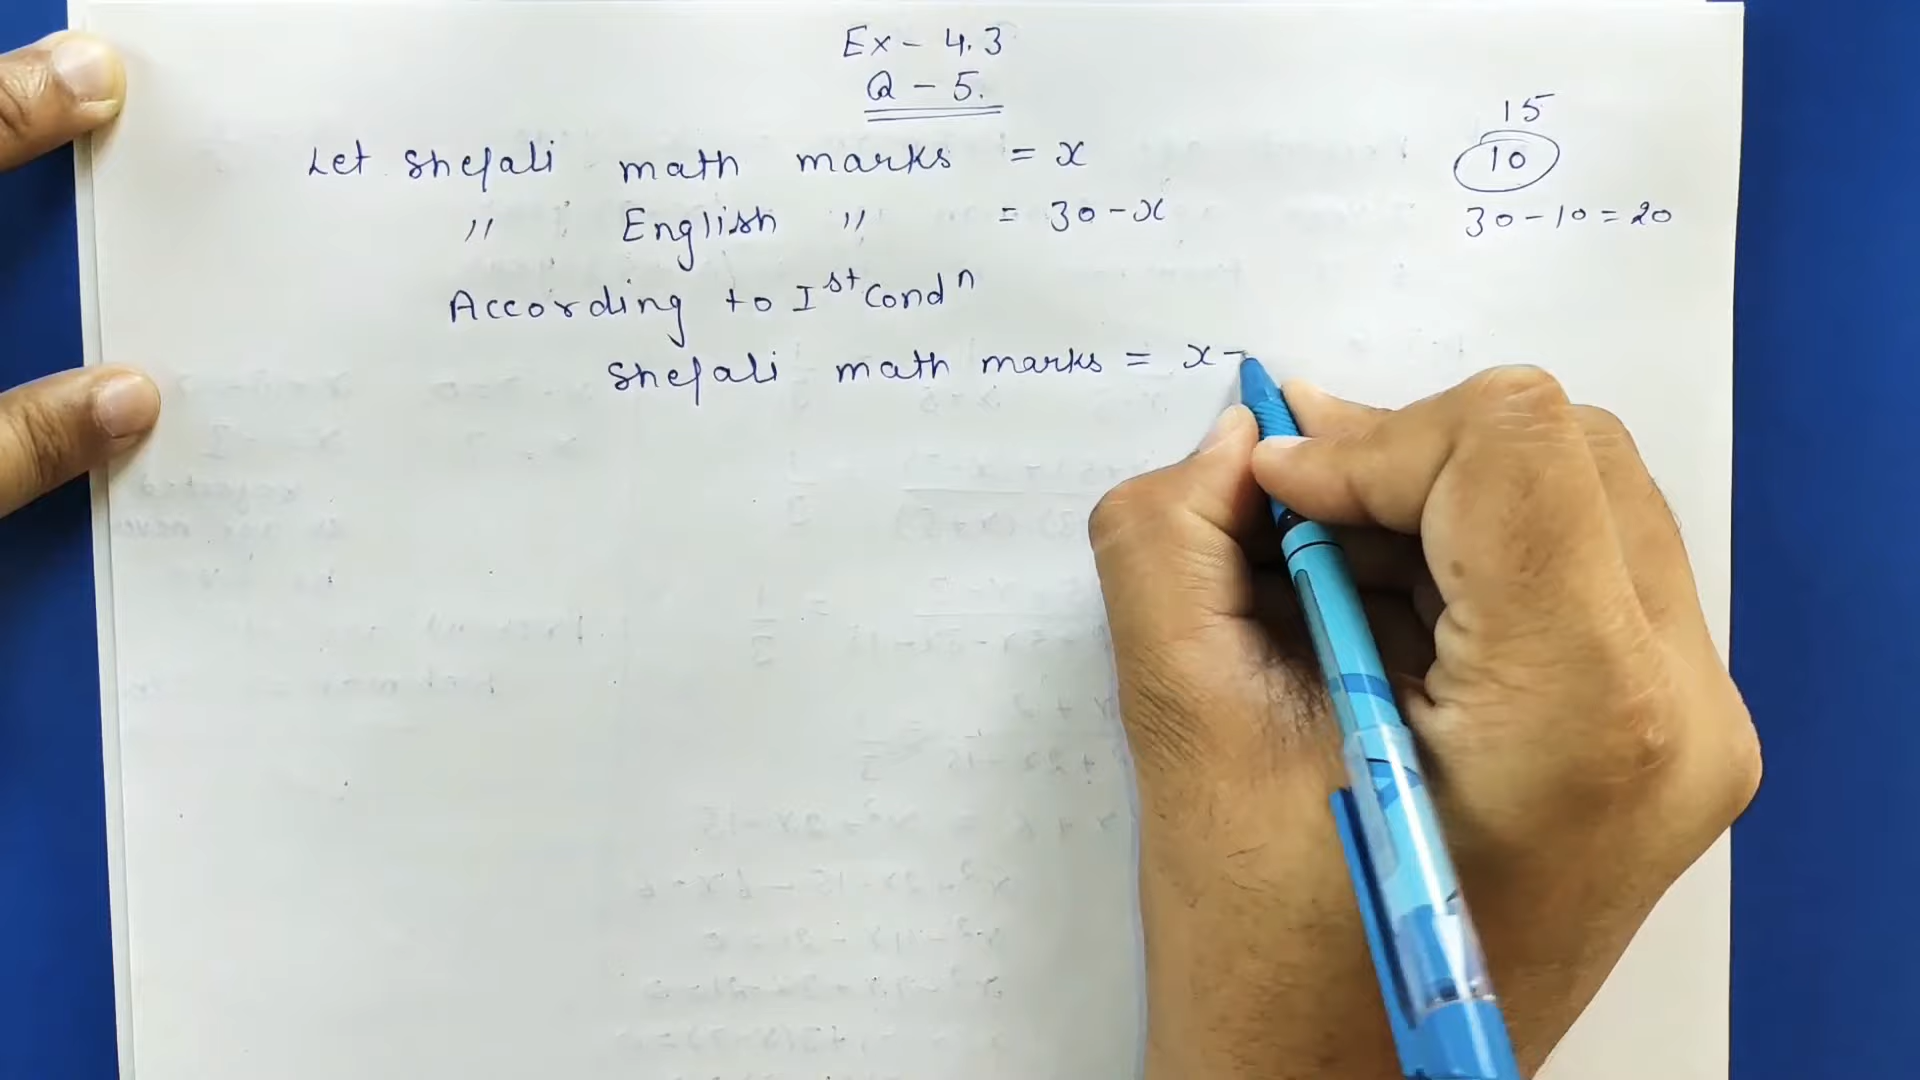 Ex - 4.3
Q - 5.
Let Shefali math marks = x
〃 English 〃 = 30 - x
15
10
30 - 10 = 20
According to Ist Condn
Shefali math marks = x -